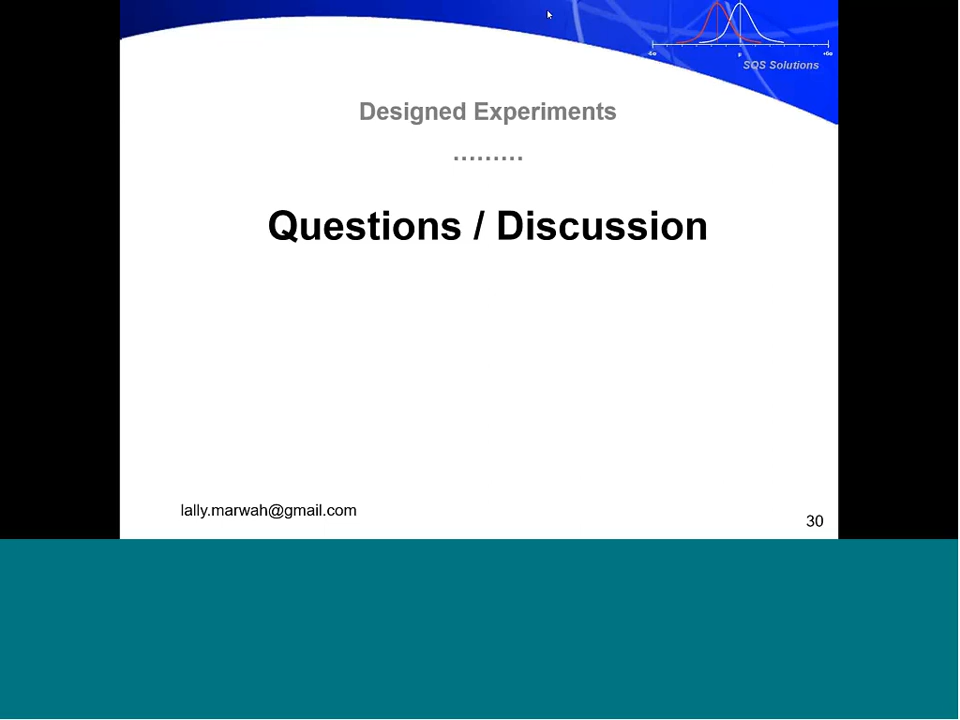 SQS Solutions
Designed Experiments
.........
Questions / Discussion
lally.marwah@gmail.com
30